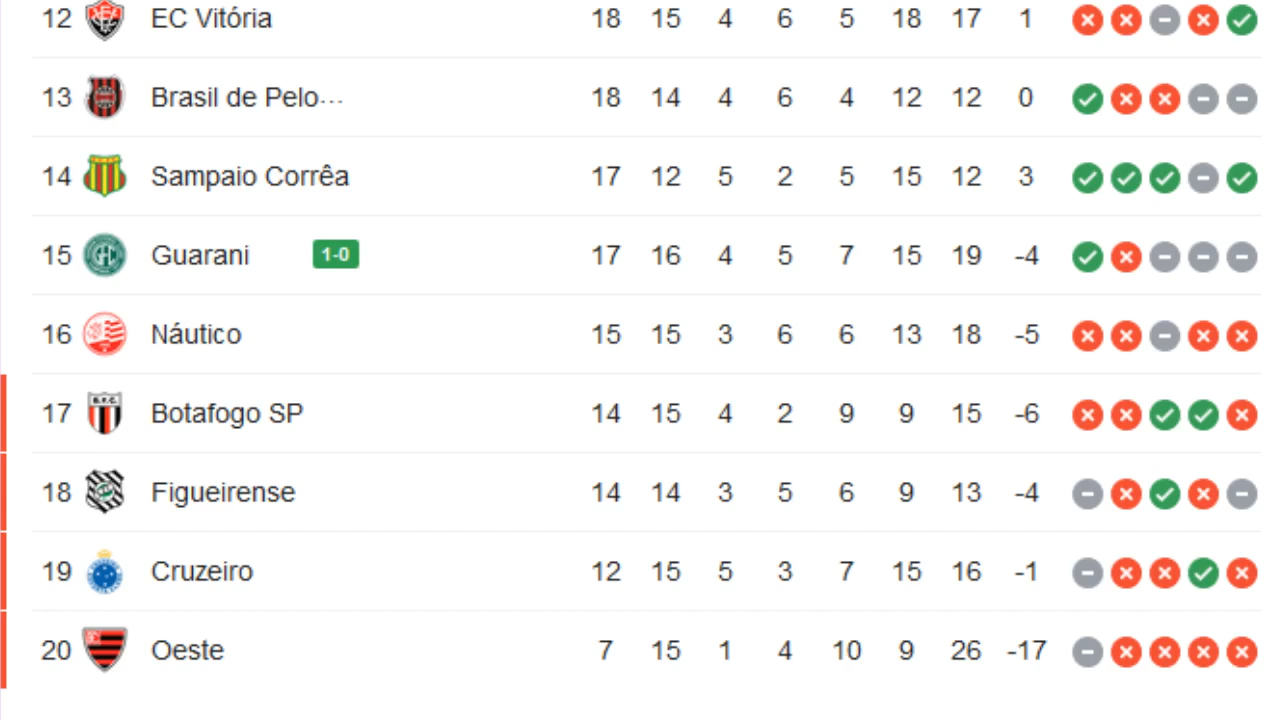 12 EC Vitória 18 15 4 6 5 18 17 1
13 Brasil de Pelo... 18 14 4 6 4 12 12 0
14 Sampaio Corrêa 17 12 5 2 5 15 12 3
15 Guarani 1-0 17 16 4 5 7 15 19 -4
16 Náutico 15 15 3 6 6 13 18 -5
17 Botafogo SP 14 15 4 2 9 9 15 -6
18 Figueirense 14 14 3 5 6 9 13 -4
19 Cruzeiro 12 15 5 3 7 15 16 -1
20 Oeste 7 15 1 4 10 9 26 -17